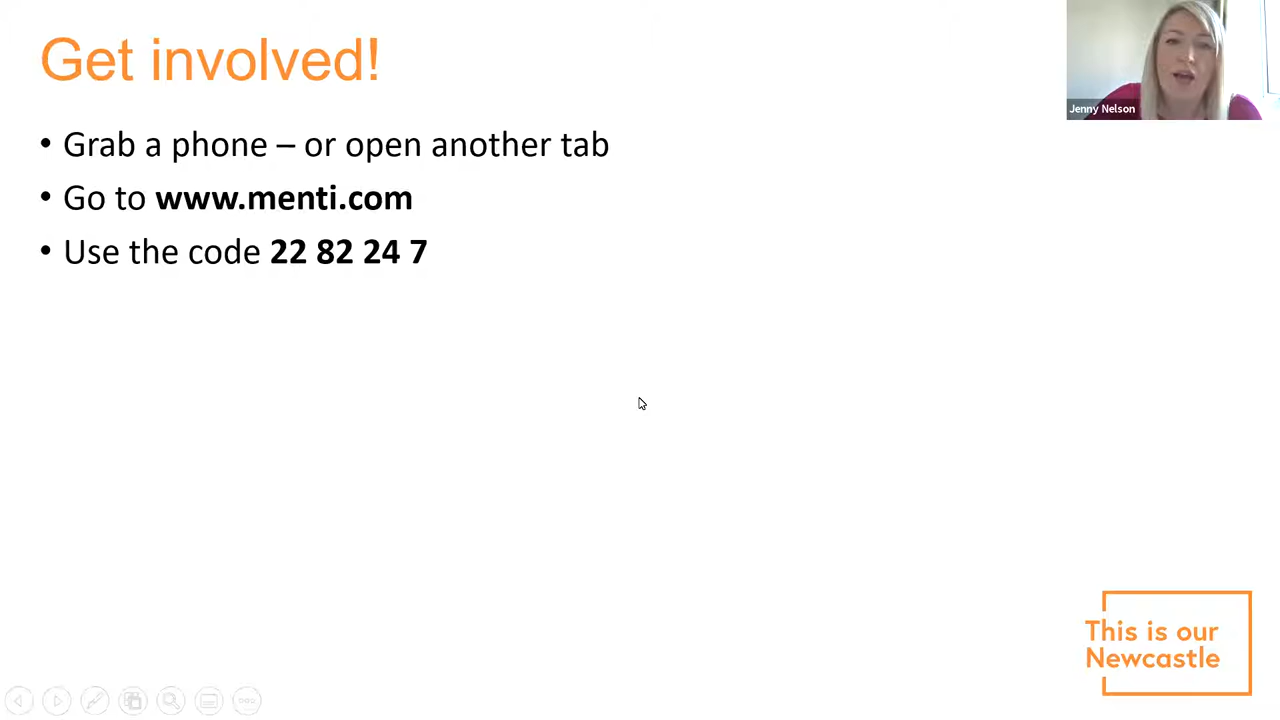 Get involved!
Jenny Nelson
• Grab a phone – or open another tab
• Go to www.menti.com
• Use the code 22 82 24 7
This is our
Newcastle